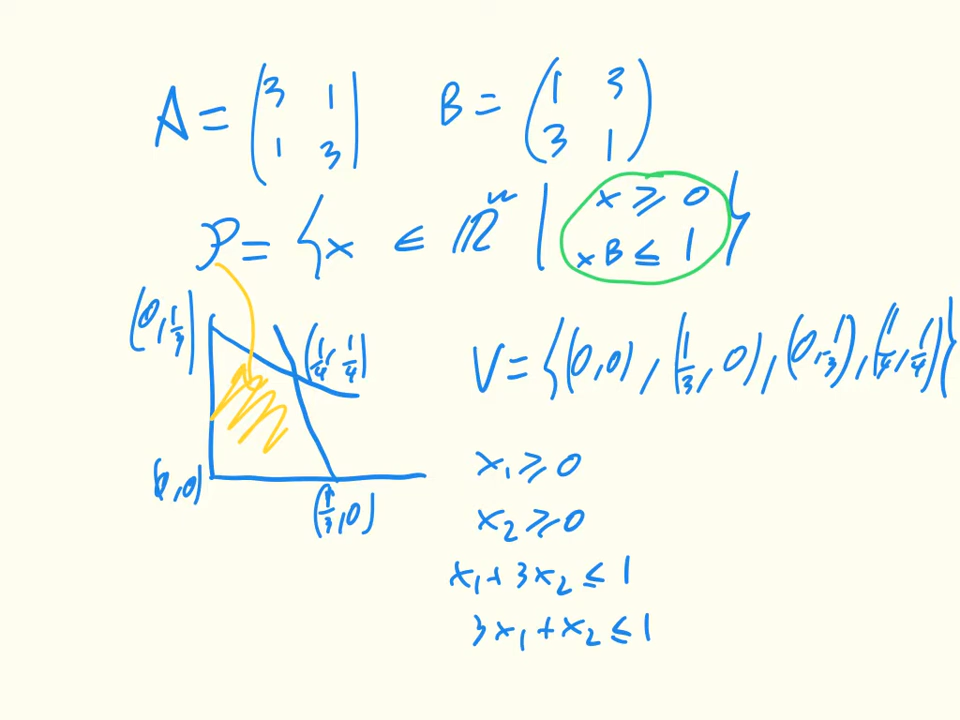 A = (3 1 / 1 3) B = (1 3 / 3 1)
P = {x ∈ ℝⁿ | x ⩾ 0
xB ≤ 1}
(0, 1/3)
(1/4, 1/4)
V = {(0,0), (1/3, 0), (0, 1/3), (1/4, 1/4)}
(0,0)
(1/3, 0)
x₁ ⩾ 0
x₂ ⩾ 0
x₁ + 3x₂ ≤ 1
3x₁ + x₂ ≤ 1